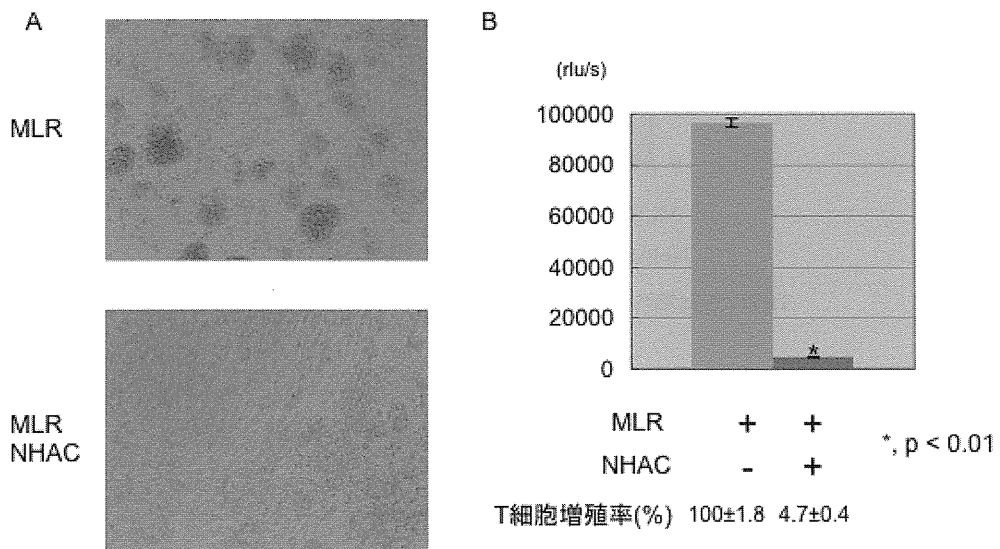 A
MLR
MLR
NHAC
B
(rlu/s)
100000
80000
60000
40000
20000
0
*
MLR + +
NHAC - +
*, p < 0.01
T細胞増殖率(%) 100±1.8 4.7±0.4